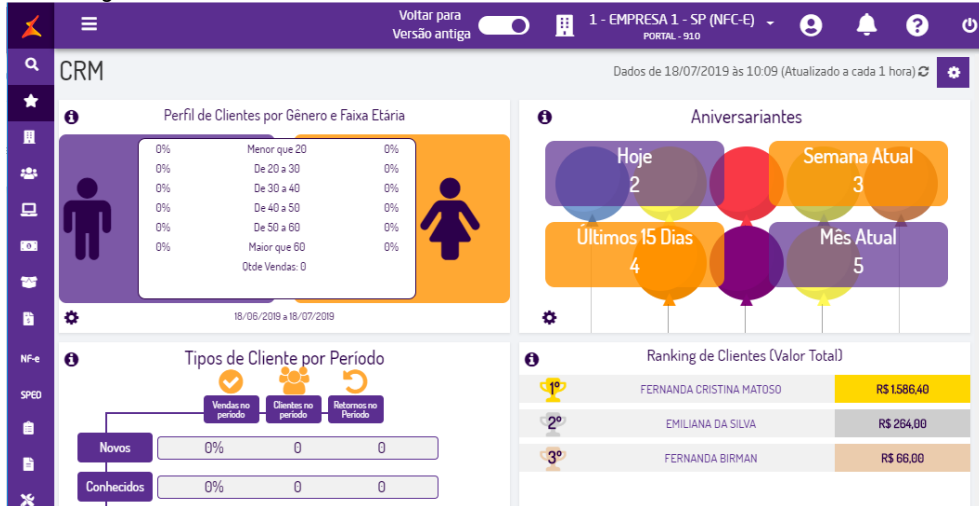 Voltar para
Versão antiga
1 - EMPRESA 1 - SP (NFC-E)
PORTAL - 910
CRM
Dados de 18/07/2019 às 10:09 (Atualizado a cada 1 hora)
Perfil de Clientes por Gênero e Faixa Etária
0% Menor que 20 0%
0% De 20 a 30 0%
0% De 30 a 40 0%
0% De 40 a 50 0%
0% De 50 a 60 0%
0% Maior que 60 0%
Qtde Vendas: 0
18/06/2019 a 18/07/2019
Aniversariantes
Hoje
2
Semana Atual
3
Últimos 15 Dias
4
Mês Atual
5
NF-e
SPED
Tipos de Cliente por Período
Vendas no período
Clientes no período
Retornos no Período
Novos 0% 0 0
Conhecidos 0% 0 0
Ranking de Clientes (Valor Total)
1º FERNANDA CRISTINA MATOSO R$ 1.586,40
2º EMILIANA DA SILVA R$ 264,00
3º FERNANDA BIRMAN R$ 66,00